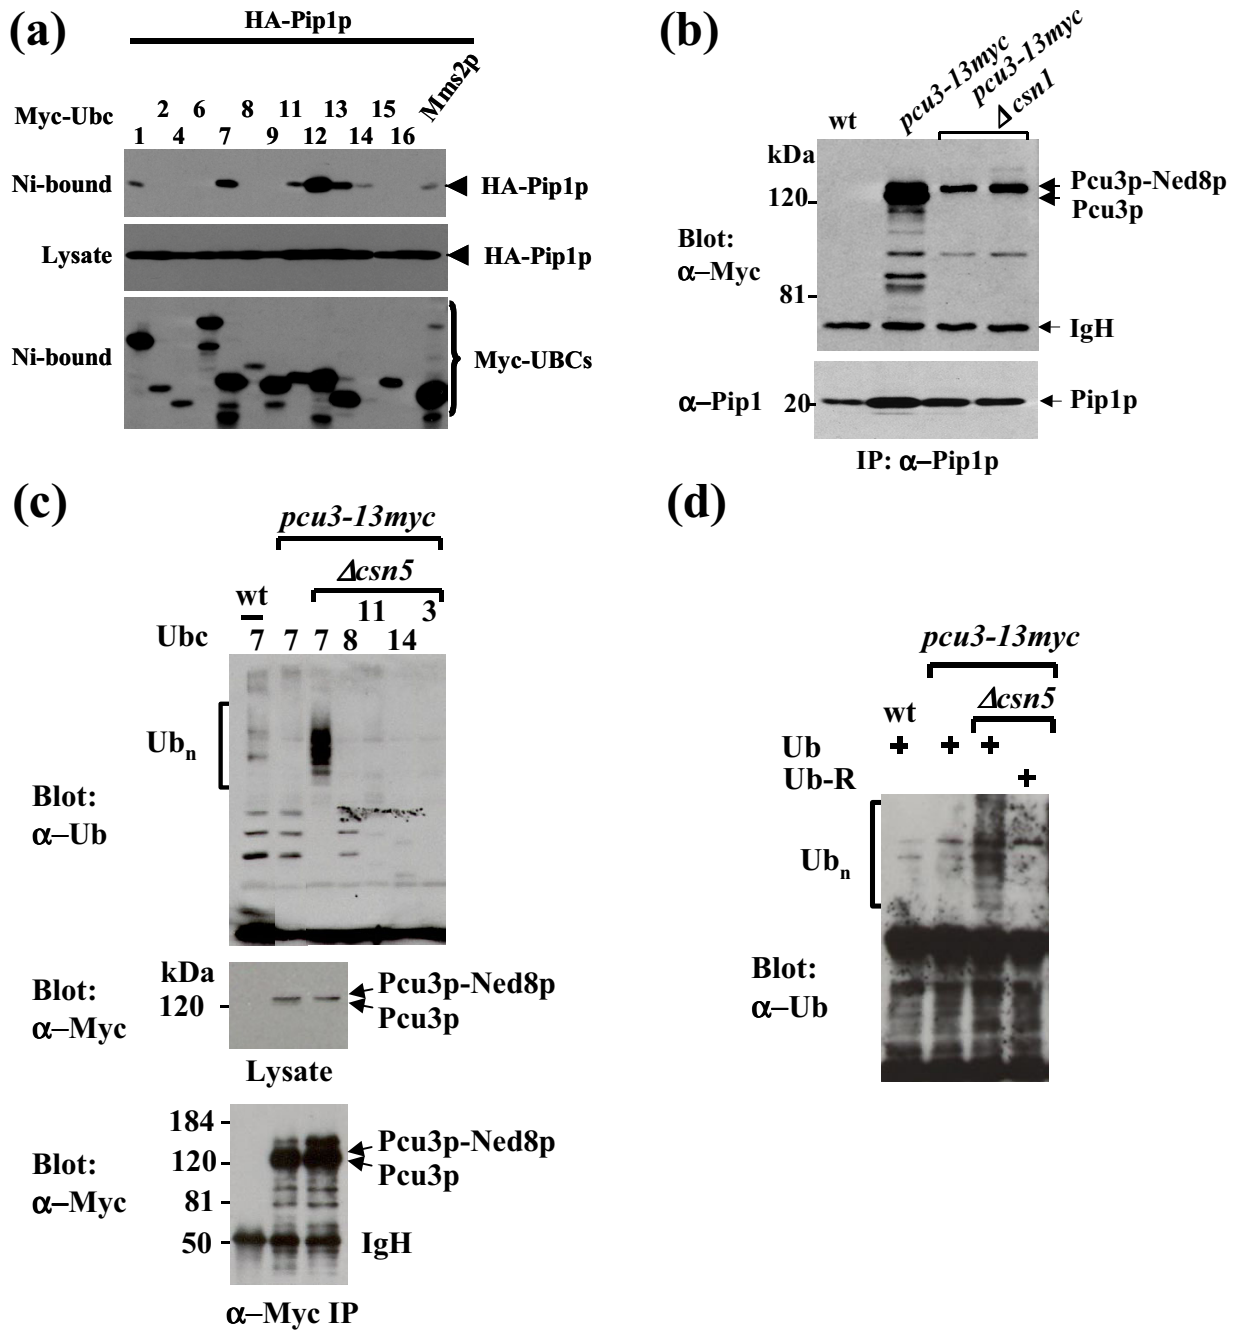 (a)
HA-Pip1p
Myc-Ubc
2 6 8 11 13 15 Mms2p
1 4 7 9 12 14 16
Ni-bound
HA-Pip1p
Lysate
HA-Pip1p
Ni-bound
Myc-UBCs
(b)
wt
pcu3-13myc
pcu3-13myc
Δcsn1
kDa
Pcu3p-Ned8p
120
Pcu3p
Blot:
α–Myc
81
IgH
α–Pip1
20
Pip1p
IP: α–Pip1p
(c)
pcu3-13myc
Δcsn5
wt
11 3
Ubc
7 7 7 8 14
Ubn
Blot:
α–Ub
kDa
Blot:
α–Myc
120
Pcu3p-Ned8p
Pcu3p
Lysate
184
Blot:
α–Myc
120
Pcu3p-Ned8p
Pcu3p
81
50
IgH
α–Myc IP
(d)
pcu3-13myc
Δcsn5
wt
Ub + + +
Ub-R +
Ubn
Blot:
α–Ub